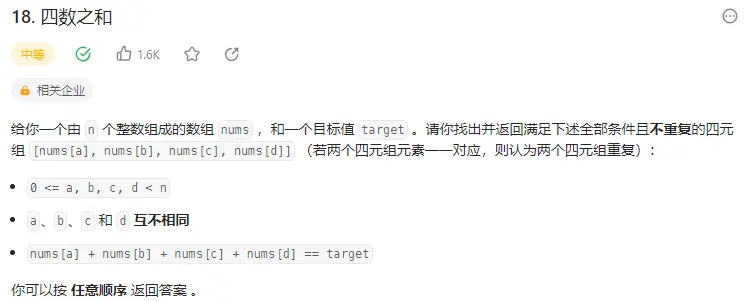 18. 四数之和
中等 1.6K
相关企业
给你一个由 n 个整数组成的数组 nums ，和一个目标值 target 。请你找出并返回满足下述全部条件且不重复的四元
组 [nums[a], nums[b], nums[c], nums[d]] （若两个四元组元素一一对应，则认为两个四元组重复）：
0 <= a, b, c, d < n
a、b、c 和 d 互不相同
nums[a] + nums[b] + nums[c] + nums[d] == target
你可以按 任意顺序 返回答案 。